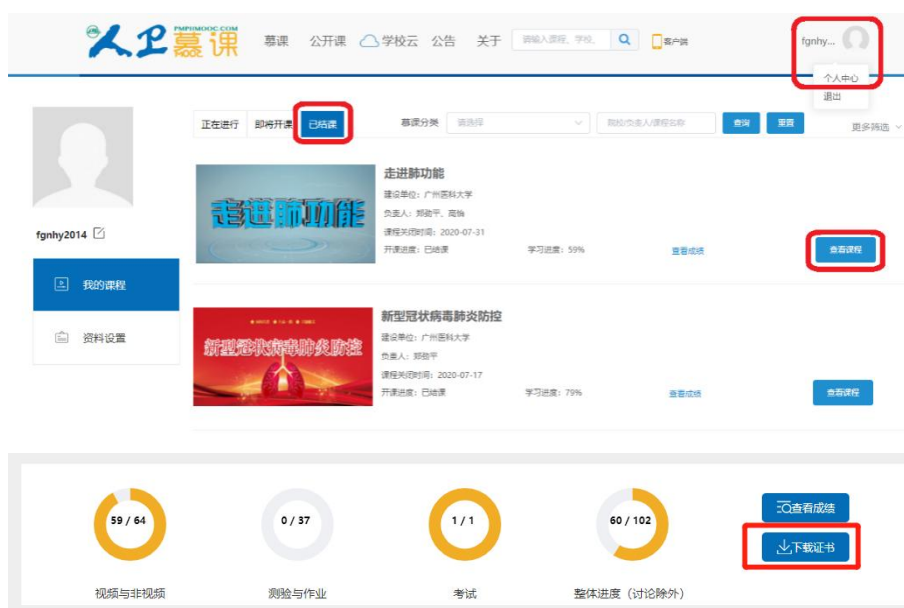 PMPHMOOC.COM
人卫慕课
慕课 公开课 学校云 公告 关于 请输入课程、学校、 客户端 fgnhy...
个人中心
退出
正在进行 即将开课 已结课 慕课分类 请选择 院校/负责人/课程名称 查询 重置 更多筛选
走进肺功能
走进肺功能
建设单位：广州医科大学
负责人：郑劲平、高怡
课程关闭时间：2020-07-31
开课进度：已结课 学习进度：59% 查看成绩 查看课程
fgnhy2014
我的课程
资料设置
新型冠状病毒肺炎防控
新型冠状病毒肺炎防控
建设单位：广州医科大学
负责人：郑劲平
课程关闭时间：2020-07-17
开课进度：已结课 学习进度：79% 查看成绩 查看课程
59 / 64 0 / 37 1 / 1 60 / 102 查看成绩
下载证书
视频与非视频 测验与作业 考试 整体进度（讨论除外）